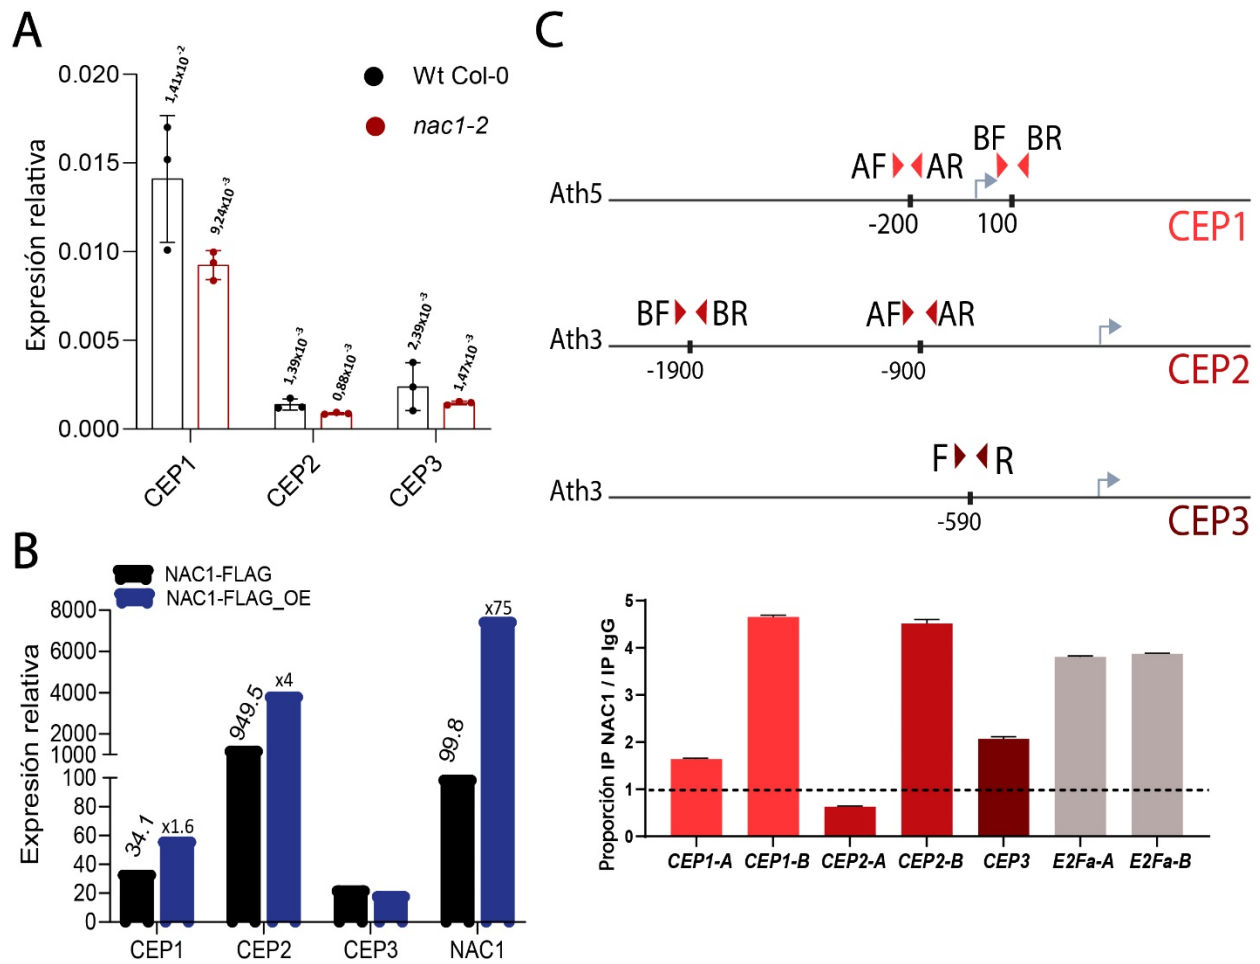 A
Expresión relativa
0.020
0.015
0.010
0.005
0.000
1,41x10⁻²
9,24x10⁻³
1,39x10⁻³
0,88x10⁻³
2,39x10⁻³
1,47x10⁻³
Wt Col-0
nac1-2
CEP1
CEP2
CEP3
B
NAC1-FLAG
NAC1-FLAG_OE
Expresión relativa
8000
6000
4000
2000
1000
100
80
60
40
20
0
34.1
x1.6
949.5
x4
99.8
x75
CEP1
CEP2
CEP3
NAC1
C
BF BR
AF AR
Ath5
-200
100
CEP1
BF BR
AF AR
Ath3
-1900
-900
CEP2
F R
Ath3
-590
CEP3
Proporción IP NAC1 / IP IgG
5
4
3
2
1
0
CEP1-A
CEP1-B
CEP2-A
CEP2-B
CEP3
E2Fa-A
E2Fa-B